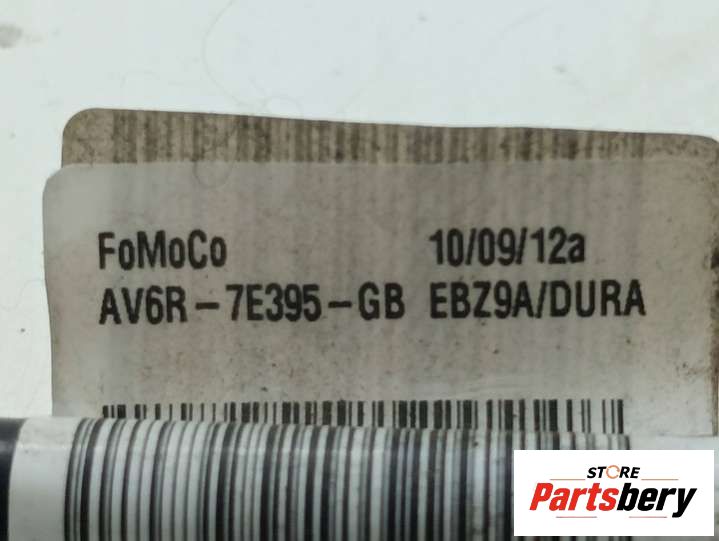 FoMoCo 10/09/12a
AV6R-7E395-GB EBZ9A/DURA
STORE
Partsbery